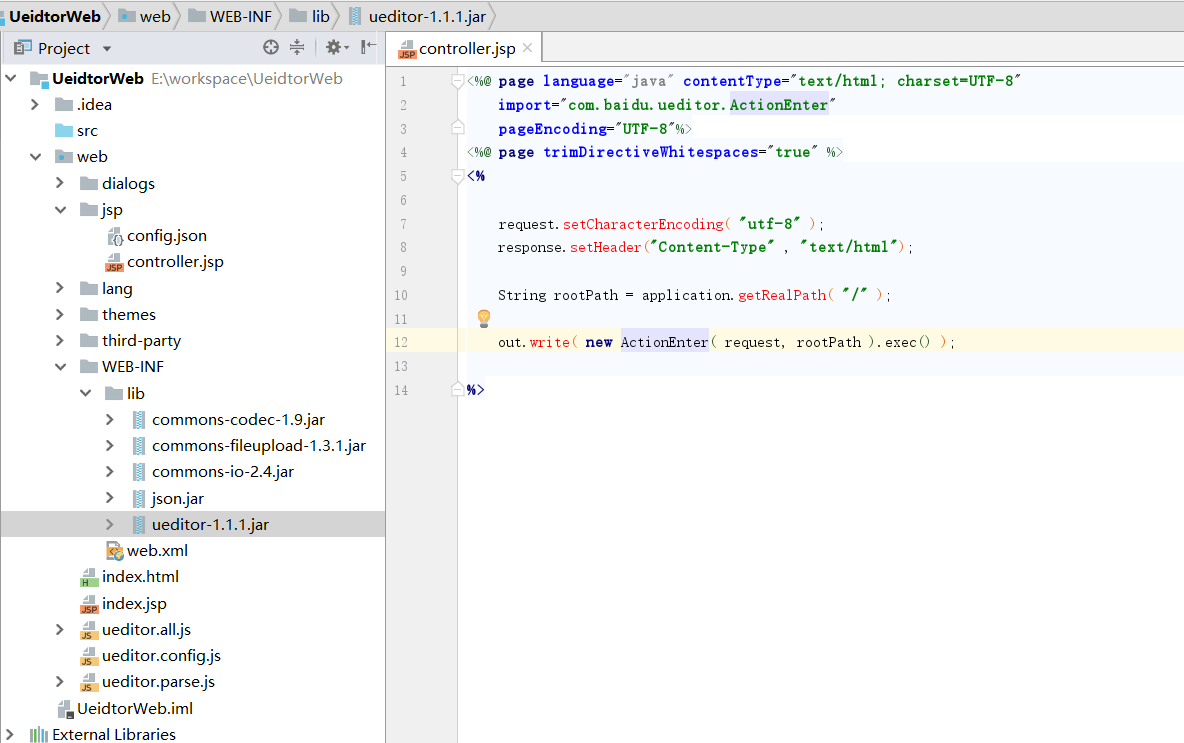 UeidtorWeb web WEB-INF lib ueditor-1.1.1.jar
Project
controller.jsp
UeidtorWeb E:\workspace\UeidtorWeb
.idea
src
web
dialogs
jsp
config.json
controller.jsp
lang
themes
third-party
WEB-INF
lib
commons-codec-1.9.jar
commons-fileupload-1.3.1.jar
commons-io-2.4.jar
json.jar
ueditor-1.1.1.jar
web.xml
index.html
index.jsp
ueditor.all.js
ueditor.config.js
ueditor.parse.js
UeidtorWeb.iml
External Libraries
1 <%@ page language="java" contentType="text/html; charset=UTF-8"
2 import="com.baidu.ueditor.ActionEnter"
3 pageEncoding="UTF-8"%>
4 <%@ page trimDirectiveWhitespaces="true" %>
5 <%
6
7 request.setCharacterEncoding( "utf-8" );
8 response.setHeader("Content-Type" , "text/html");
9
10 String rootPath = application.getRealPath( "/" );
11
12 out.write( new ActionEnter( request, rootPath ).exec() );
13
14 %>